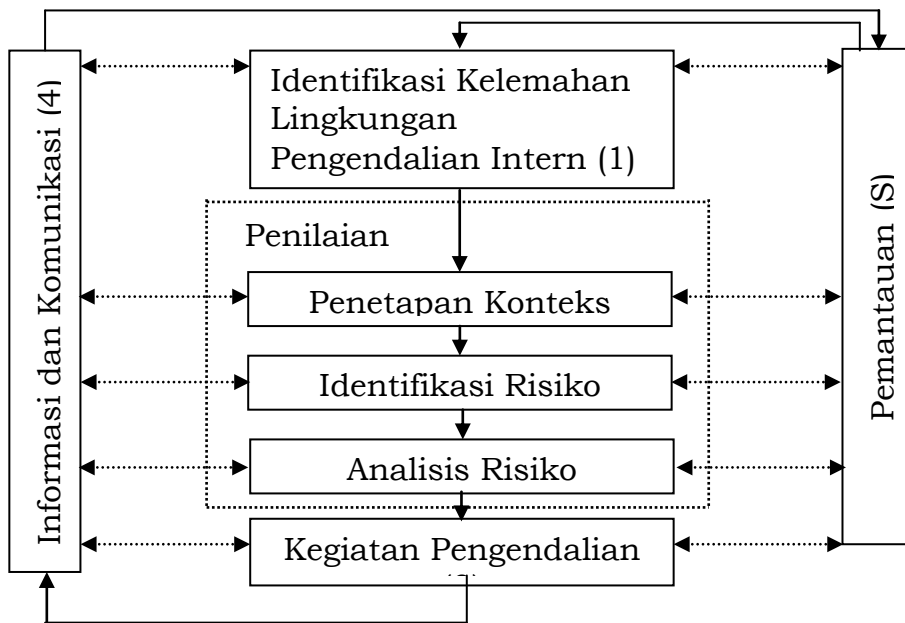 Informasi dan Komunikasi (4)
Identifikasi Kelemahan
Lingkungan
Pengendalian Intern (1)
Penilaian
Penetapan Konteks
Identifikasi Risiko
Analisis Risiko
Kegiatan Pengendalian
Pemantauan (S)